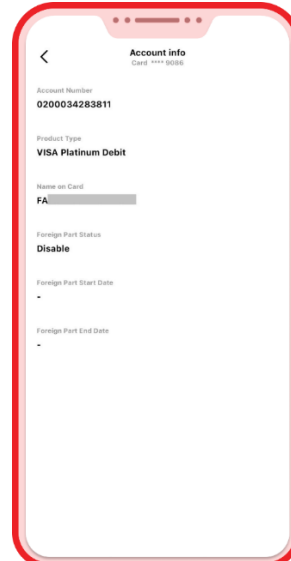 Account info
Card **** 9086
Account Number
0200034283811
Product Type
VISA Platinum Debit
Name on Card
FA
Foreign Part Status
Disable
Foreign Part Start Date
-
Foreign Part End Date
-